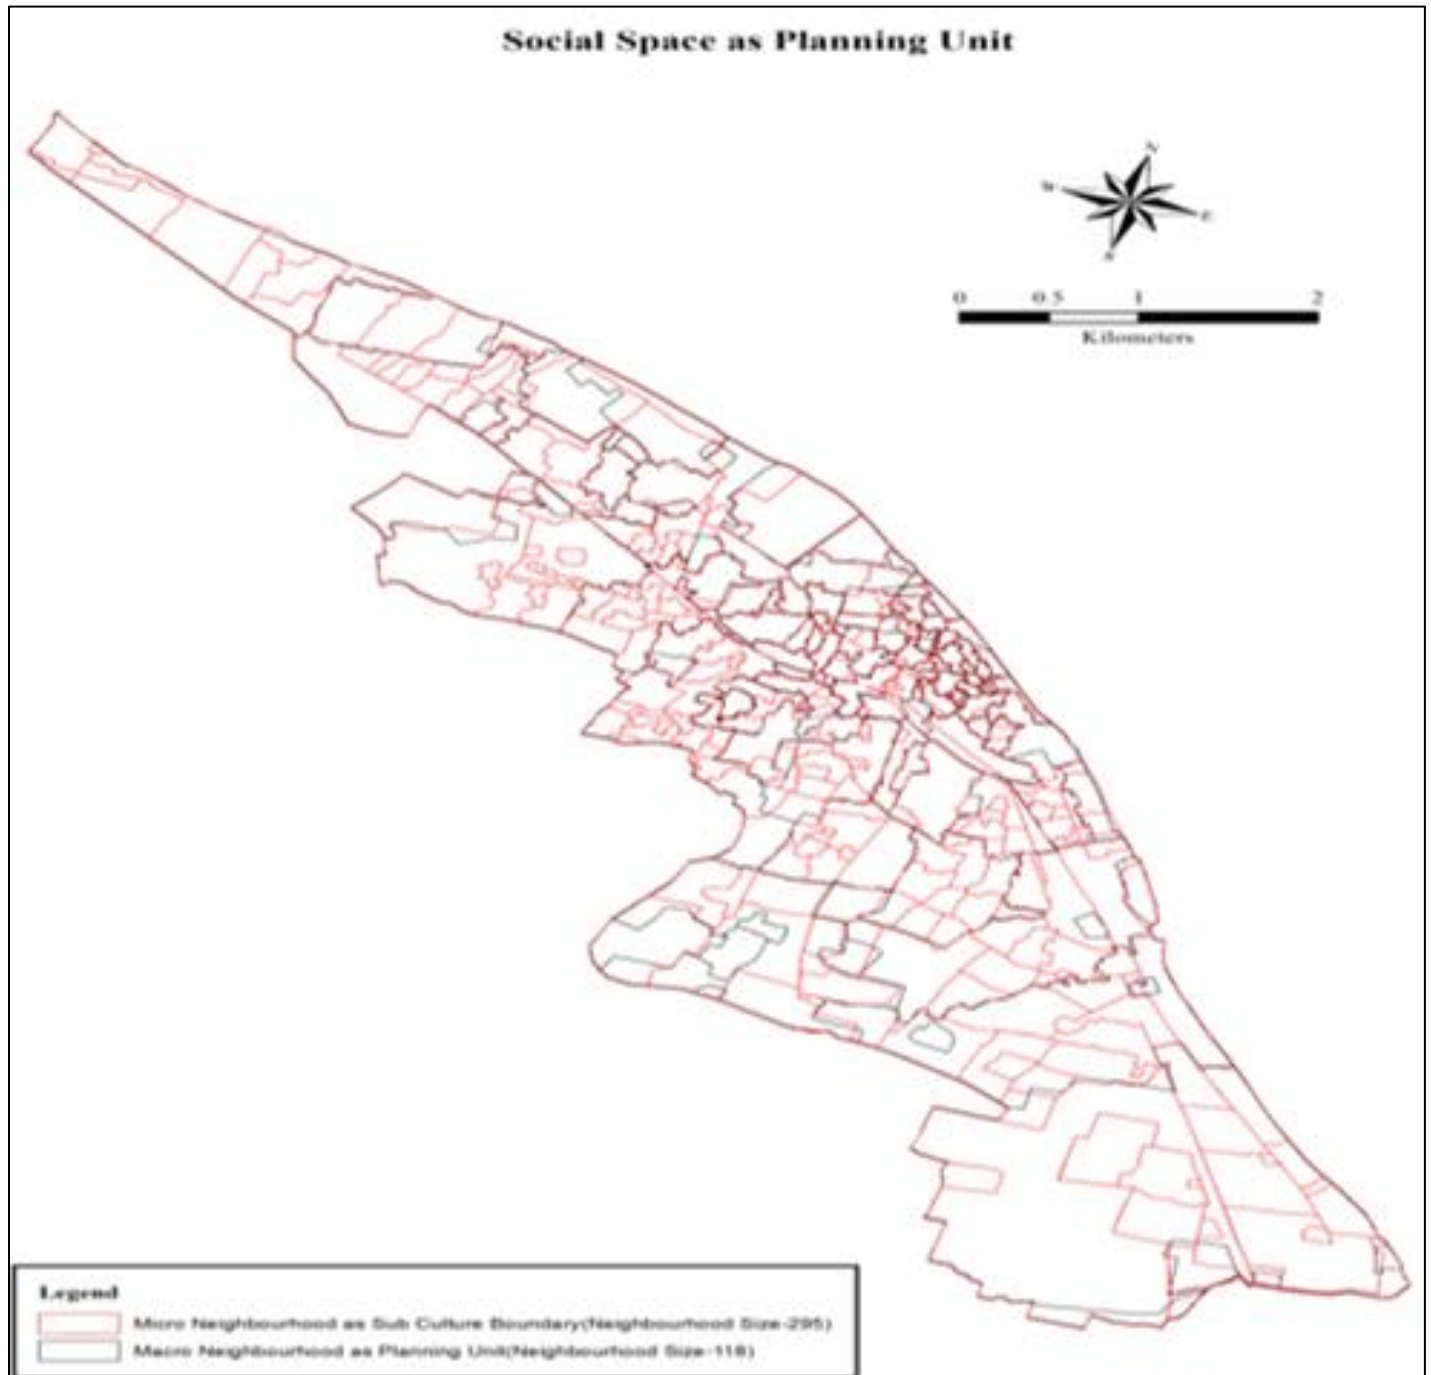 Social Space as Planning Unit
N
W
E
S
0 0.5 1 2
Kilometers
Legend
Micro Neighbourhood as Sub Culture Boundary(Neighbourhood Size-295)
Macro Neighbourhood as Planning Unit(Neighbourhood Size-118)